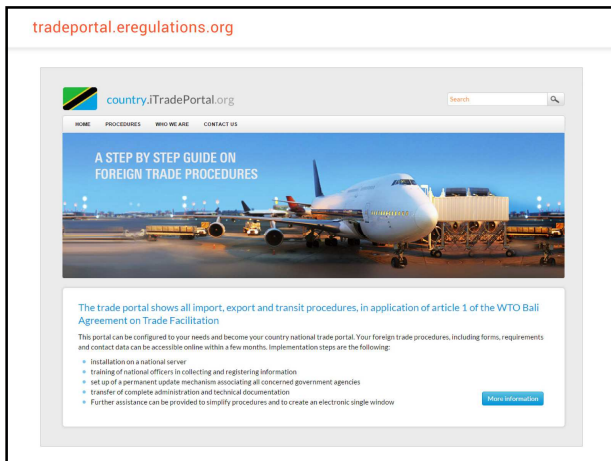 tradeportal.eregulations.org
country.iTradePortal.org
Search
HOME PROCEDURES WHO WE ARE CONTACT US
A STEP BY STEP GUIDE ON
FOREIGN TRADE PROCEDURES
The trade portal shows all import, export and transit procedures, in application of article 1 of the WTO Bali
Agreement on Trade Facilitation
This portal can be configured to your needs and become your country national trade portal. Your foreign trade procedures, including forms, requirements
and contact data can be accessible online within a few months. Implementation steps are the following:
installation on a national server
training of national officers in collecting and registering information
set up of a permanent update mechanism associating all concerned government agencies
transfer of complete administration and technical documentation
Further assistance can be provided to simplify procedures and to create an electronic single window
More Information